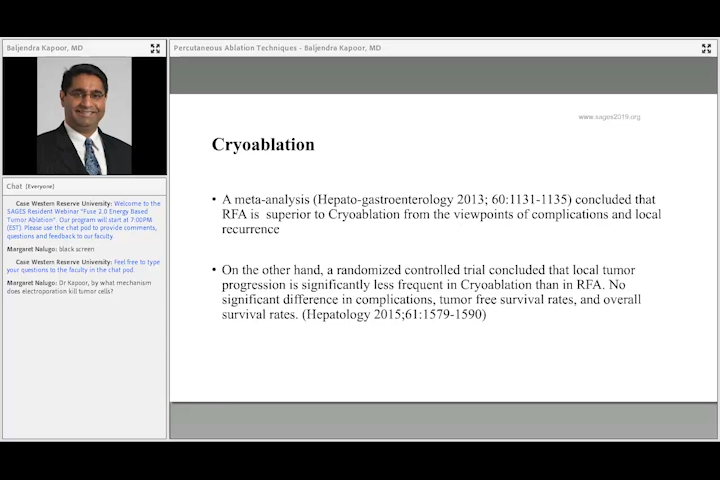 Baljendra Kapoor, MD
Percutaneous Ablation Techniques - Baljendra Kapoor, MD
Chat (Everyone)
Case Western Reserve University: Welcome to the
SAGES Resident Webinar "Fuse 2.0 Energy Based
Tumor Ablation". Our program will start at 7:00PM
(EST). Please use the chat pod to provide comments,
questions and feedback to our faculty.
Margaret Nalugo: black screen
Case Western Reserve University: Feel free to type
your questions to the faculty in the chat pod.
Margaret Nalugo: Dr Kapoor, by what mechanism
does electroporation kill tumor cells?
www.sages2019.org
Cryoablation
• A meta-analysis (Hepato-gastroenterology 2013; 60:1131-1135) concluded that
RFA is superior to Cryoablation from the viewpoints of complications and local
recurrence
• On the other hand, a randomized controlled trial concluded that local tumor
progression is significantly less frequent in Cryoablation than in RFA. No
significant difference in complications, tumor free survival rates, and overall
survival rates. (Hepatology 2015;61:1579-1590)